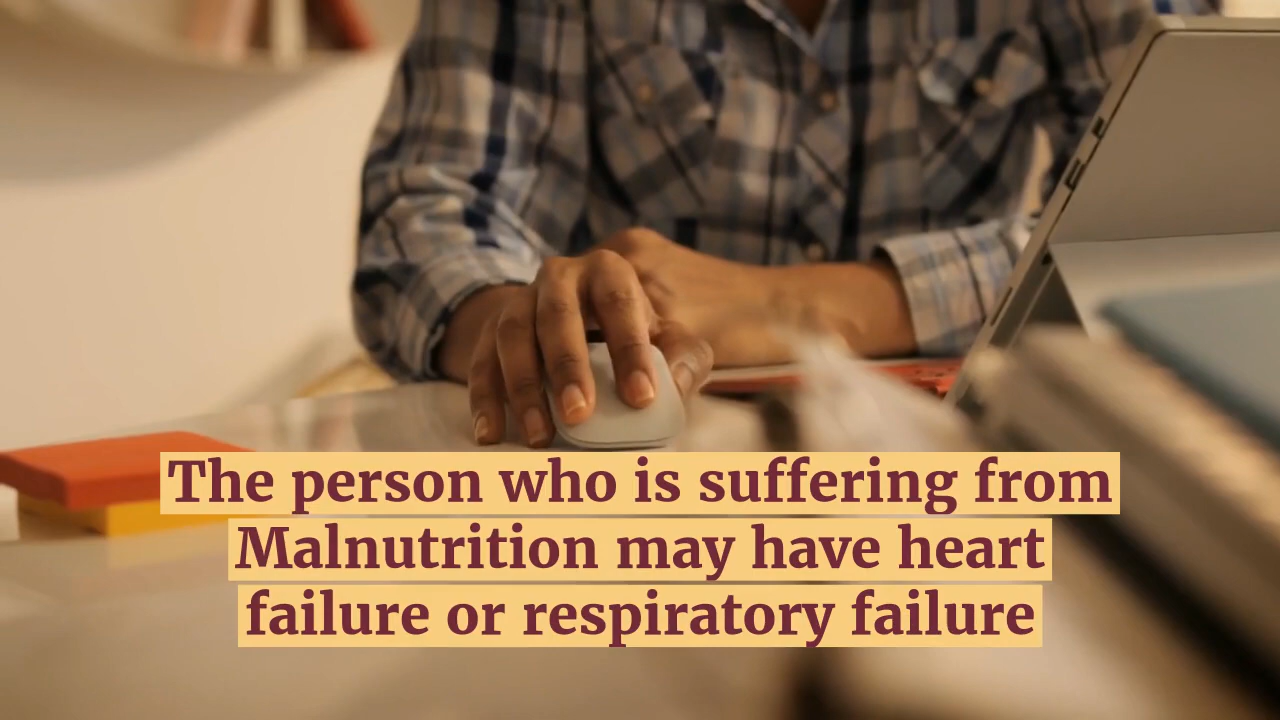 The person who is suffering from
Malnutrition may have heart
failure or respiratory failure